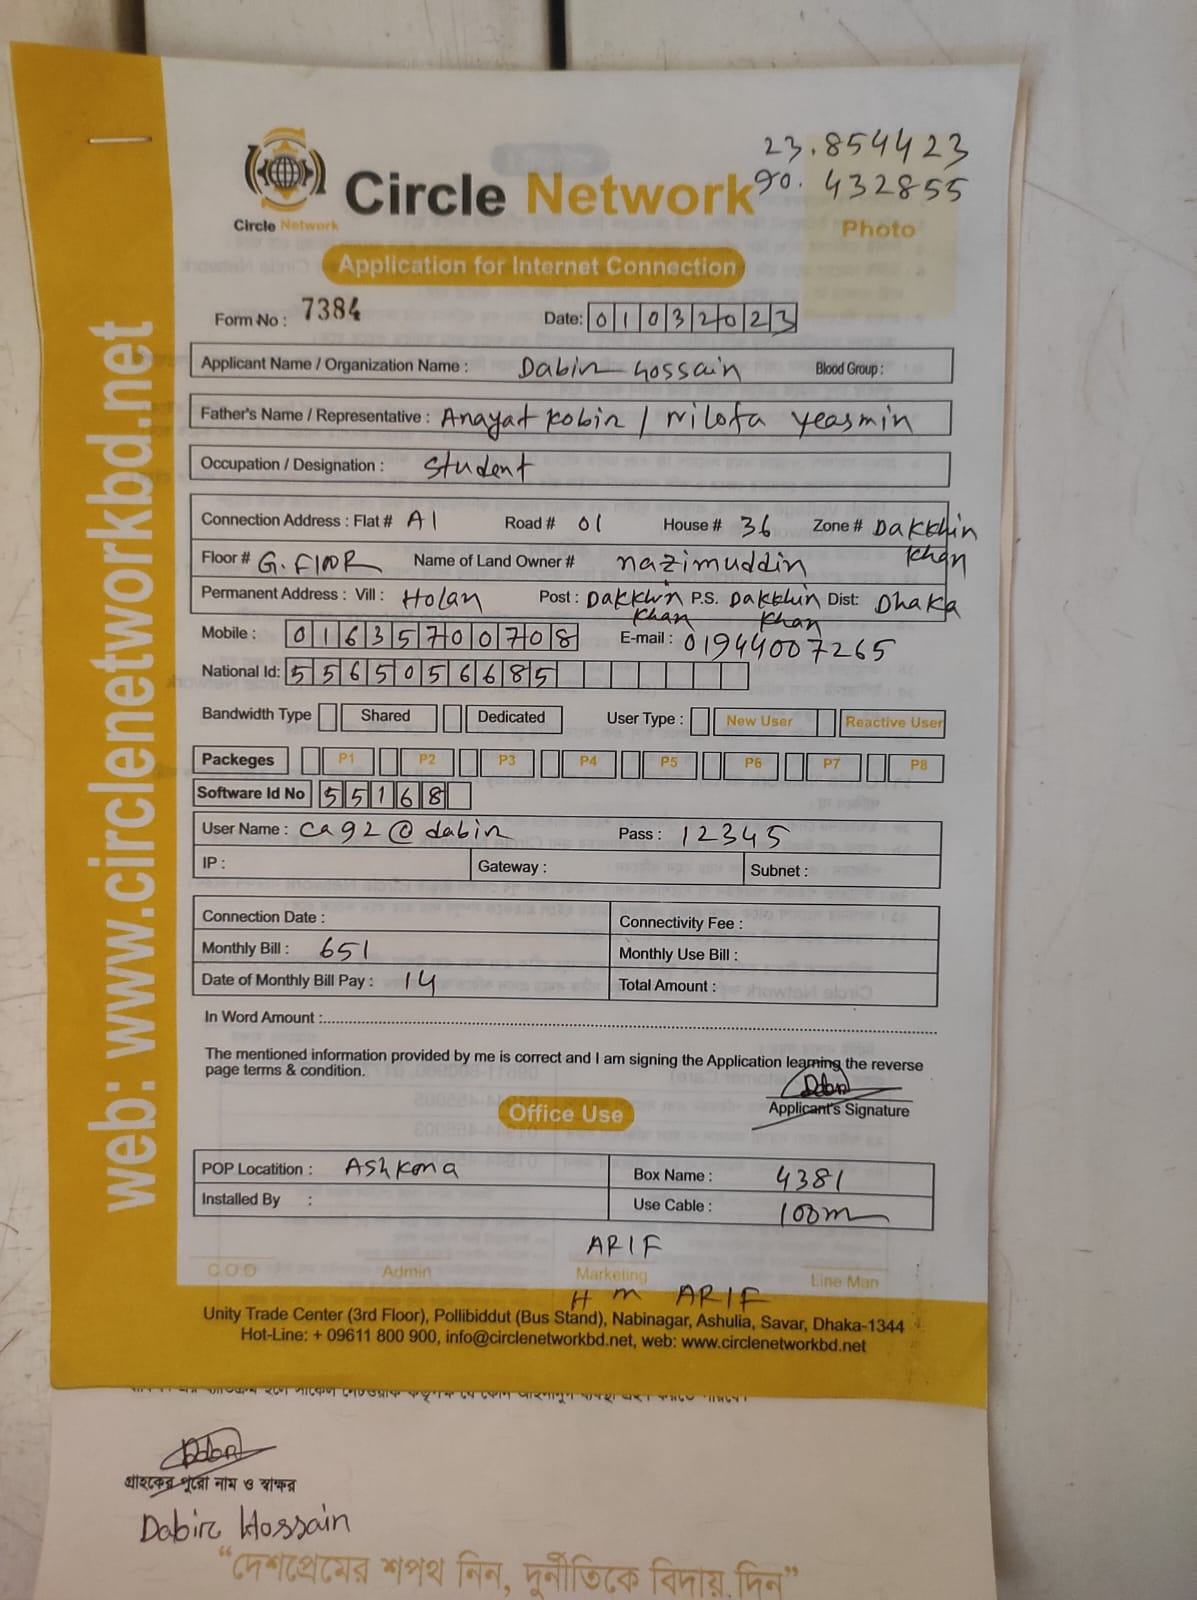 23.854423
90.432855
Circle Network
Circle Network
Photo
Application for Internet Connection
Form No : 7384 Date: 01032023
Applicant Name / Organization Name : Dabir Hossain Blood Group :
Father's Name / Representative : Anayat Kobir / Nilofa Yeasmin
Occupation / Designation : Student
Connection Address : Flat # A1 Road # 01 House # 36 Zone # Dakkhin Khan
Floor # G. Floor Name of Land Owner # Nazimuddin
Permanent Address : Vill : Holan Post : Dakkhin Khan P.S. Dakkhin Khan Dist: Dhaka
Mobile : 01635700708 E-mail : 01944007265
National Id: 5565056685
Bandwidth Type Shared Dedicated User Type : New User Reactive User
Packeges P1 P2 P3 P4 P5 P6 P7 P8
Software Id No 55168
User Name : ca92@dabir Pass : 12345
IP : Gateway : Subnet :
Connection Date : Connectivity Fee :
Monthly Bill : 651 Monthly Use Bill :
Date of Monthly Bill Pay : 14 Total Amount :
In Word Amount :
The mentioned information provided by me is correct and I am signing the Application learning the reverse
page terms & condition.
Applicant's Signature
Office Use
POP Locatition : Ashkona Box Name : 4381
Installed By : Use Cable : 100m
ARIF
C.O.O Admin Marketing Line Man
H M ARIF
Unity Trade Center (3rd Floor), Pollibiddut (Bus Stand), Nabinagar, Ashulia, Savar, Dhaka-1344
Hot-Line: + 09611 800 900, info@circlenetworkbd.net, web: www.circlenetworkbd.net
web: www.circlenetworkbd.net
গ্রাহকের পুরো নাম ও স্বাক্ষর
Dabir Hossain
“দেশপ্রেমের শপথ নিন, দুর্নীতিকে বিদায় দিন”